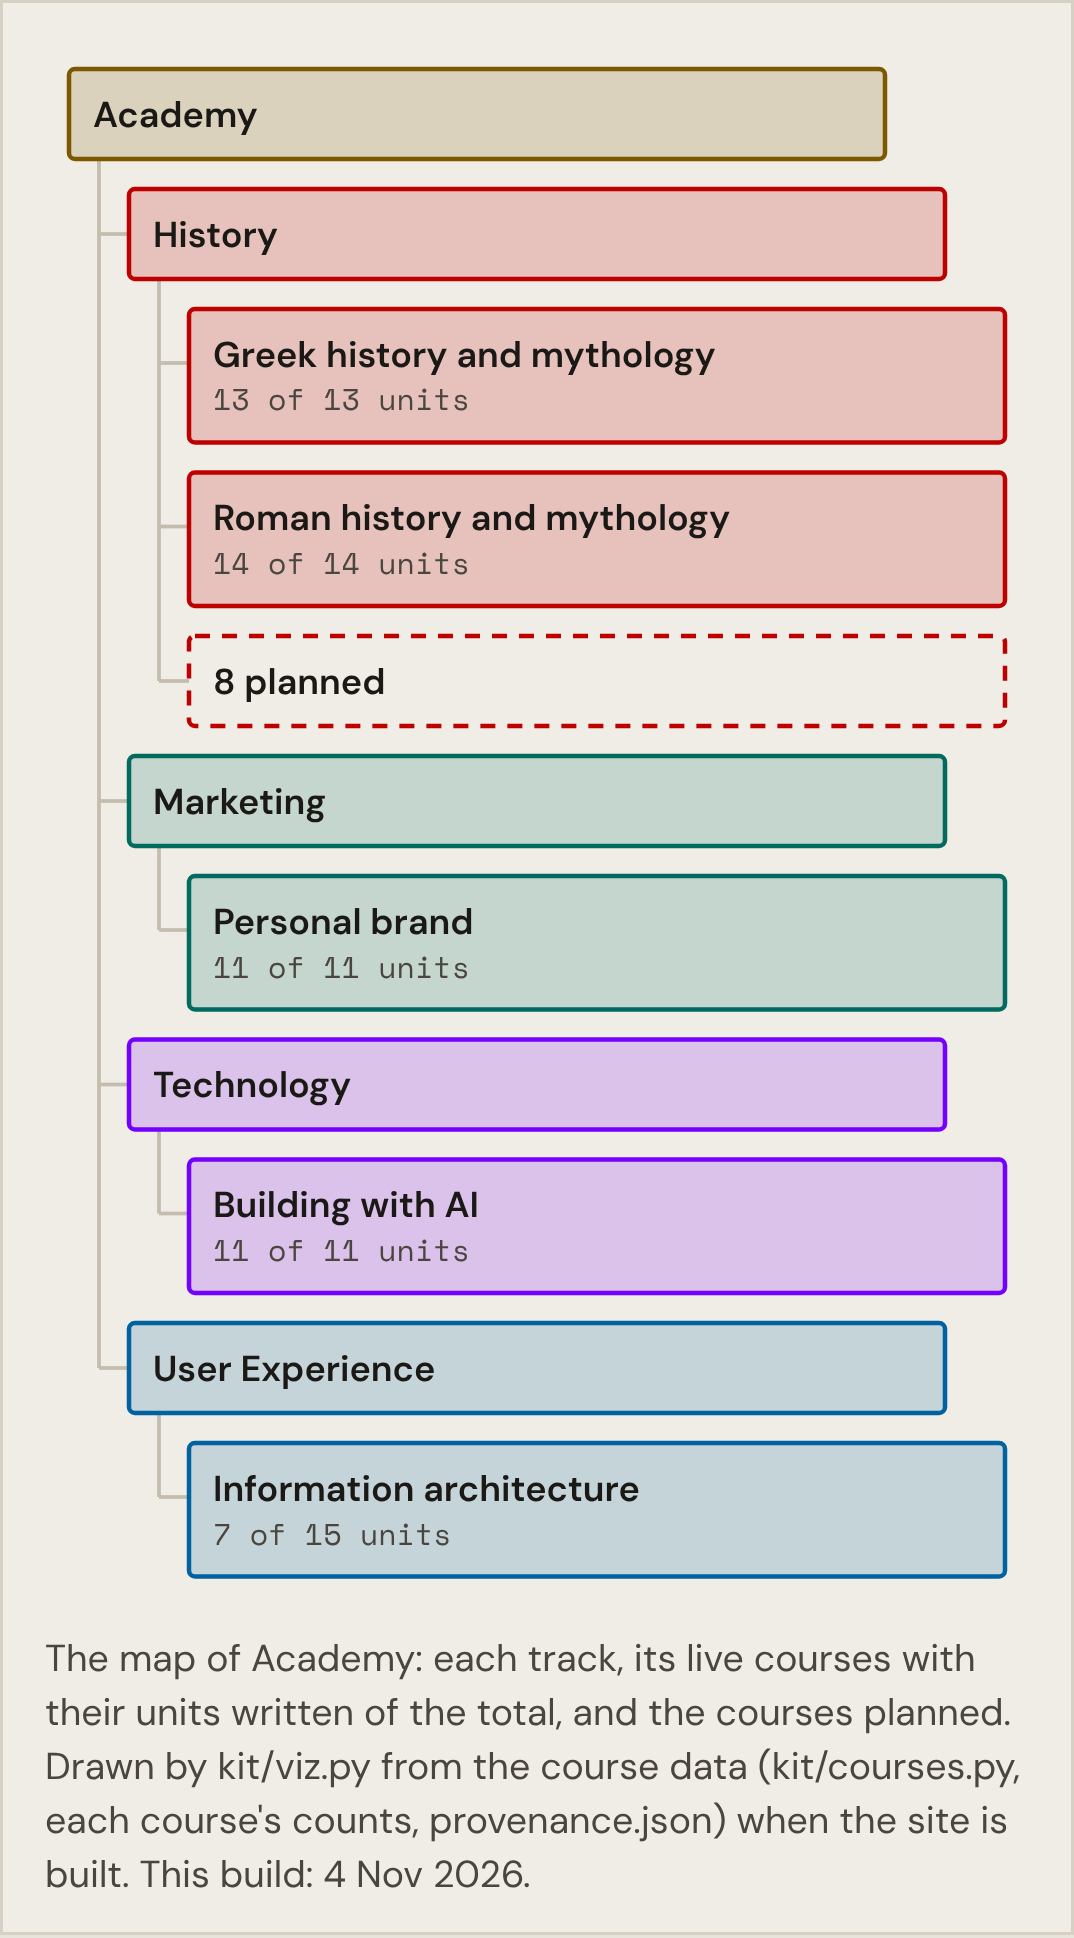 Academy
History
Greek history and mythology
13 of 13 units
Roman history and mythology
14 of 14 units
8 planned
Marketing
Personal brand
11 of 11 units
Technology
Building with AI
11 of 11 units
User Experience
Information architecture
7 of 15 units
The map of Academy: each track, its live courses with
their units written of the total, and the courses planned.
Drawn by kit/viz.py from the course data (kit/courses.py,
each course's counts, provenance.json) when the site is
built. This build: 4 Nov 2026.